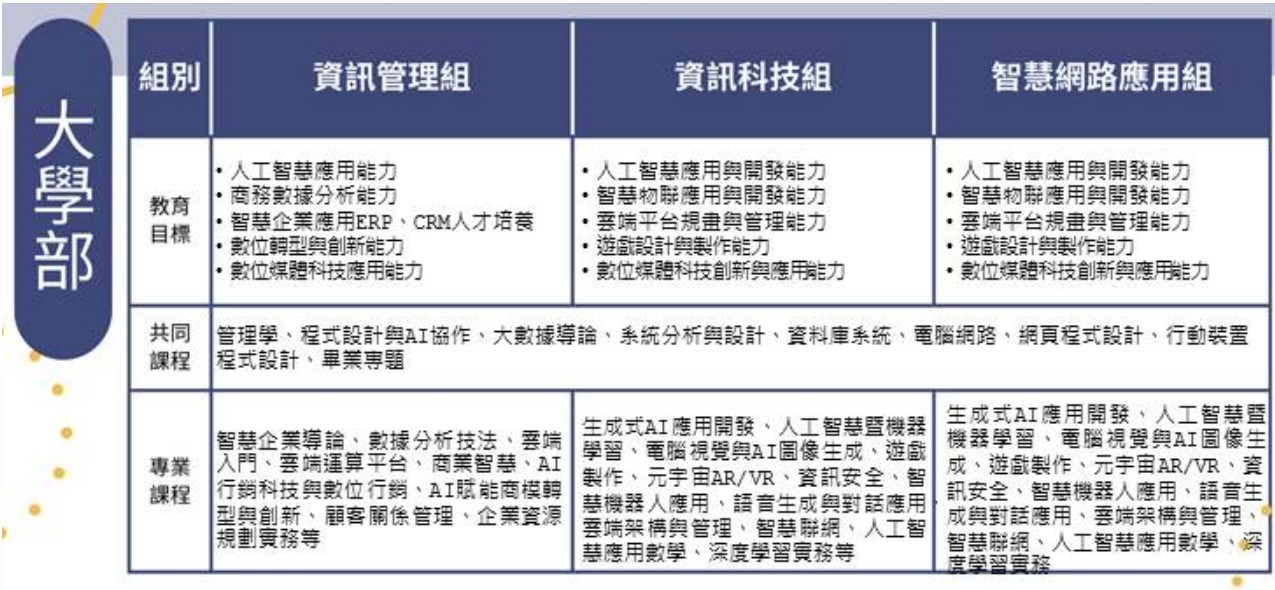 大學部
組別
資訊管理組
資訊科技組
智慧網路應用組
教育
目標
• 人工智慧應用能力
• 商務數據分析能力
• 智慧企業應用ERP、CRM人才培養
• 數位轉型與創新能力
• 數位媒體科技應用能力
• 人工智慧應用與開發能力
• 智慧物聯應用與開發能力
• 雲端平台規畫與管理能力
• 遊戲設計與製作能力
• 數位媒體科技創新與應用能力
• 人工智慧應用與開發能力
• 智慧物聯應用與開發能力
• 雲端平台規畫與管理能力
• 遊戲設計與製作能力
• 數位媒體科技創新與應用能力
共同
課程
管理學、程式設計與AI協作、大數據導論、系統分析與設計、資料庫系統、電腦網路、網頁程式設計、行動裝置
程式設計、畢業專題
專業
課程
智慧企業導論、數據分析技法、雲端
入門、雲端運算平台、商業智慧、AI
行銷科技與數位行銷、AI賦能商模轉
型與創新、顧客關係管理、企業資源
規劃實務等
生成式AI應用開發、人工智慧暨機器
學習、電腦視覺與AI圖像生成、遊戲
製作、元宇宙AR/VR、資訊安全、智
慧機器人應用、語音生成與對話應用、
雲端架構與管理、智慧聯網、人工智
慧應用數學、深度學習實務等
生成式AI應用開發、人工智慧暨
機器學習、電腦視覺與AI圖像生
成、遊戲製作、元宇宙AR/VR、資
訊安全、智慧機器人應用、語音生
成與對話應用、雲端架構與管理、
智慧聯網、人工智慧應用數學、深
度學習實務